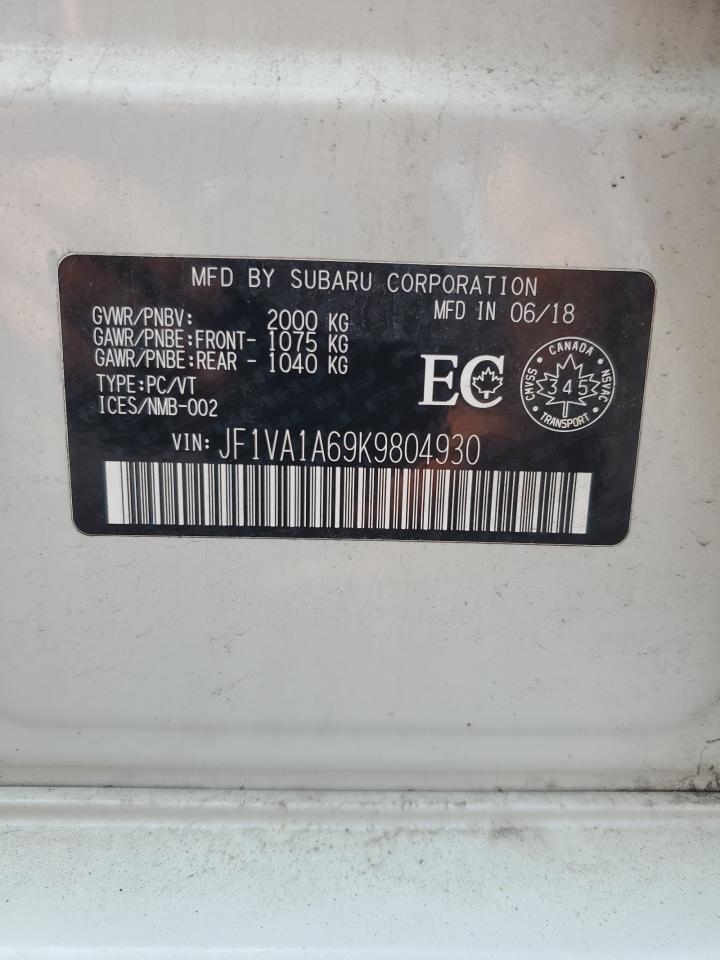 MFD BY SUBARU CORPORATION
GVWR/PNBV: 2000 KG MFD IN 06/18
GAWR/PNBE:FRONT- 1075 KG
GAWR/PNBE:REAR - 1040 KG
TYPE:PC/VT
ICES/NMB-002
EC
CANADA
CMVSS 345 NSVAC
TRANSPORT
VIN: JF1VA1A69K9804930